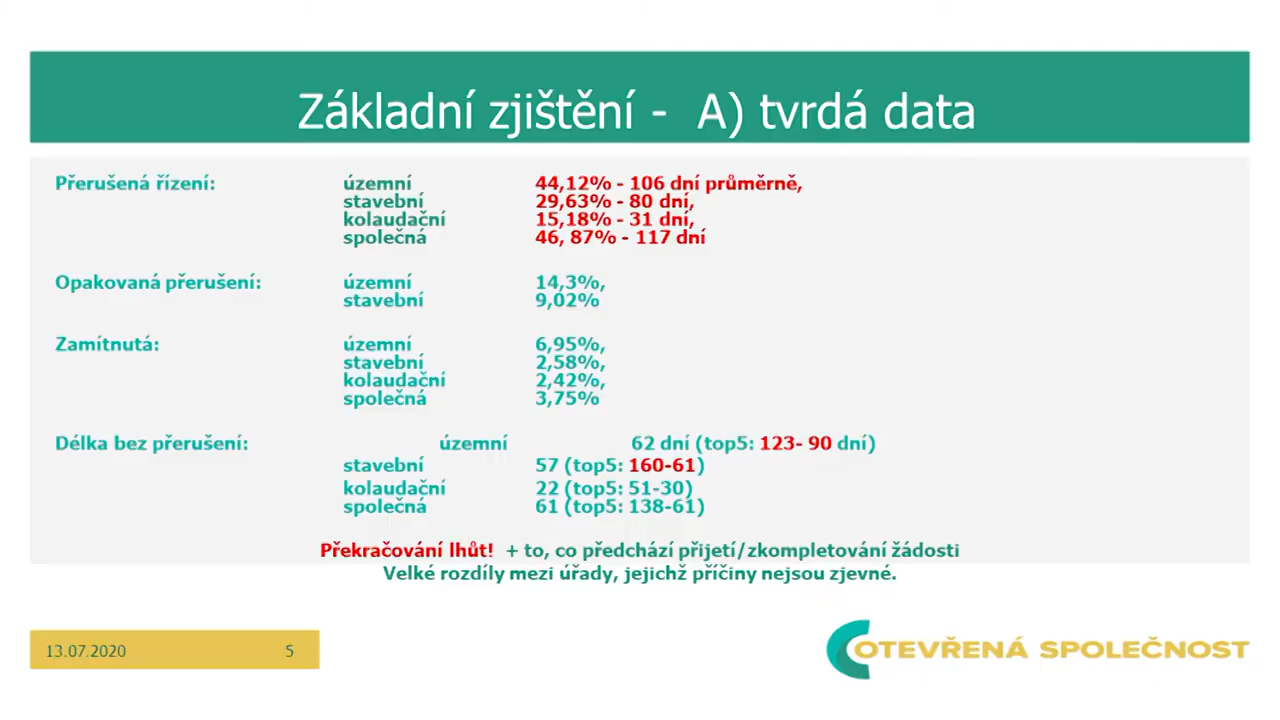 Základní zjištění - A) tvrdá data
Přerušená řízení: územní 44,12% - 106 dní průměrně,
stavební 29,63% - 80 dní,
kolaudační 15,18% - 31 dní,
společná 46, 87% - 117 dní
Opakovaná přerušení: územní 14,3%,
stavební 9,02%
Zamítnutá: územní 6,95%,
stavební 2,58%,
kolaudační 2,42%,
společná 3,75%
Délka bez přerušení: územní 62 dní (top5: 123- 90 dní)
stavební 57 (top5: 160-61)
kolaudační 22 (top5: 51-30)
společná 61 (top5: 138-61)
Překračování lhůt! + to, co předchází přijetí/zkompletování žádosti
Velké rozdíly mezi úřady, jejichž příčiny nejsou zjevné.
13.07.2020 5
OTEVŘENÁ SPOLEČNOST